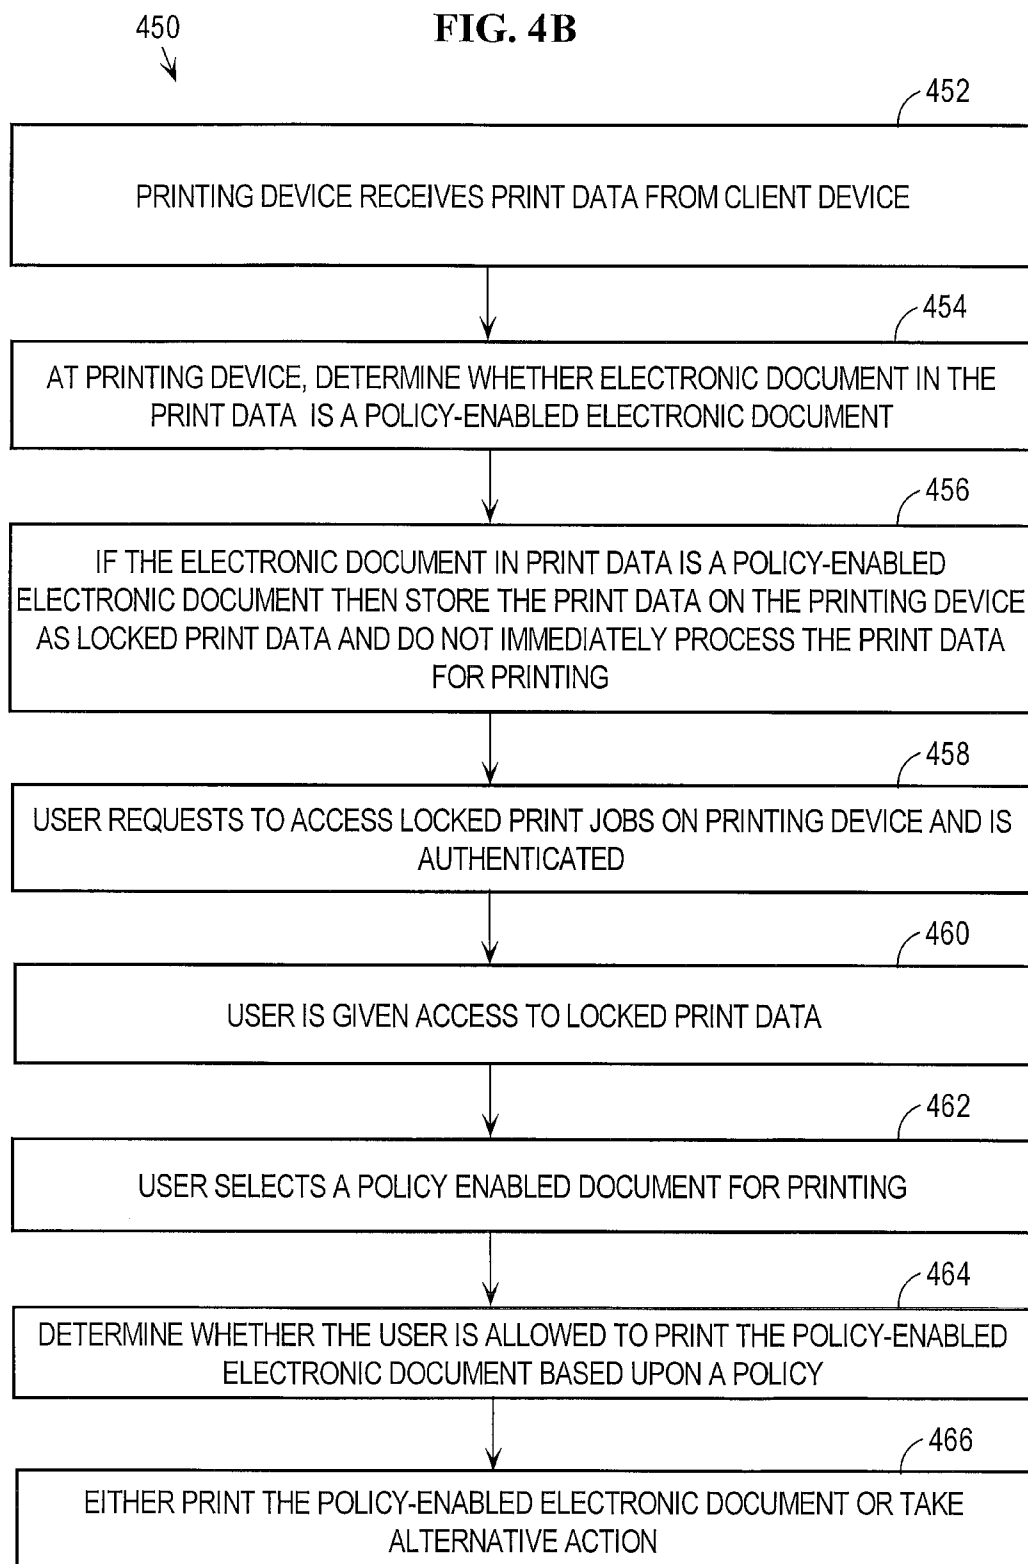 450
FIG. 4B
452
PRINTING DEVICE RECEIVES PRINT DATA FROM CLIENT DEVICE
454
AT PRINTING DEVICE, DETERMINE WHETHER ELECTRONIC DOCUMENT IN THE
PRINT DATA IS A POLICY-ENABLED ELECTRONIC DOCUMENT
456
IF THE ELECTRONIC DOCUMENT IN PRINT DATA IS A POLICY-ENABLED
ELECTRONIC DOCUMENT THEN STORE THE PRINT DATA ON THE PRINTING DEVICE
AS LOCKED PRINT DATA AND DO NOT IMMEDIATELY PROCESS THE PRINT DATA
FOR PRINTING
458
USER REQUESTS TO ACCESS LOCKED PRINT JOBS ON PRINTING DEVICE AND IS
AUTHENTICATED
460
USER IS GIVEN ACCESS TO LOCKED PRINT DATA
462
USER SELECTS A POLICY ENABLED DOCUMENT FOR PRINTING
464
DETERMINE WHETHER THE USER IS ALLOWED TO PRINT THE POLICY-ENABLED
ELECTRONIC DOCUMENT BASED UPON A POLICY
466
EITHER PRINT THE POLICY-ENABLED ELECTRONIC DOCUMENT OR TAKE
ALTERNATIVE ACTION